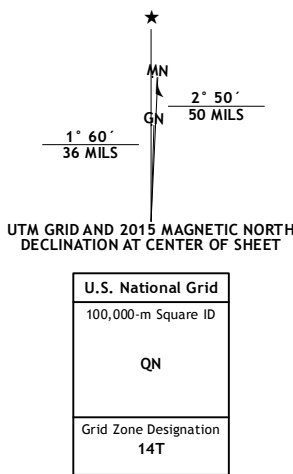 ★
MN
GN
2° 50´
50 MILS
1° 60´
36 MILS
UTM GRID AND 2015 MAGNETIC NORTH
DECLINATION AT CENTER OF SHEET
U.S. National Grid
100,000-m Square ID
QN
Grid Zone Designation
14T